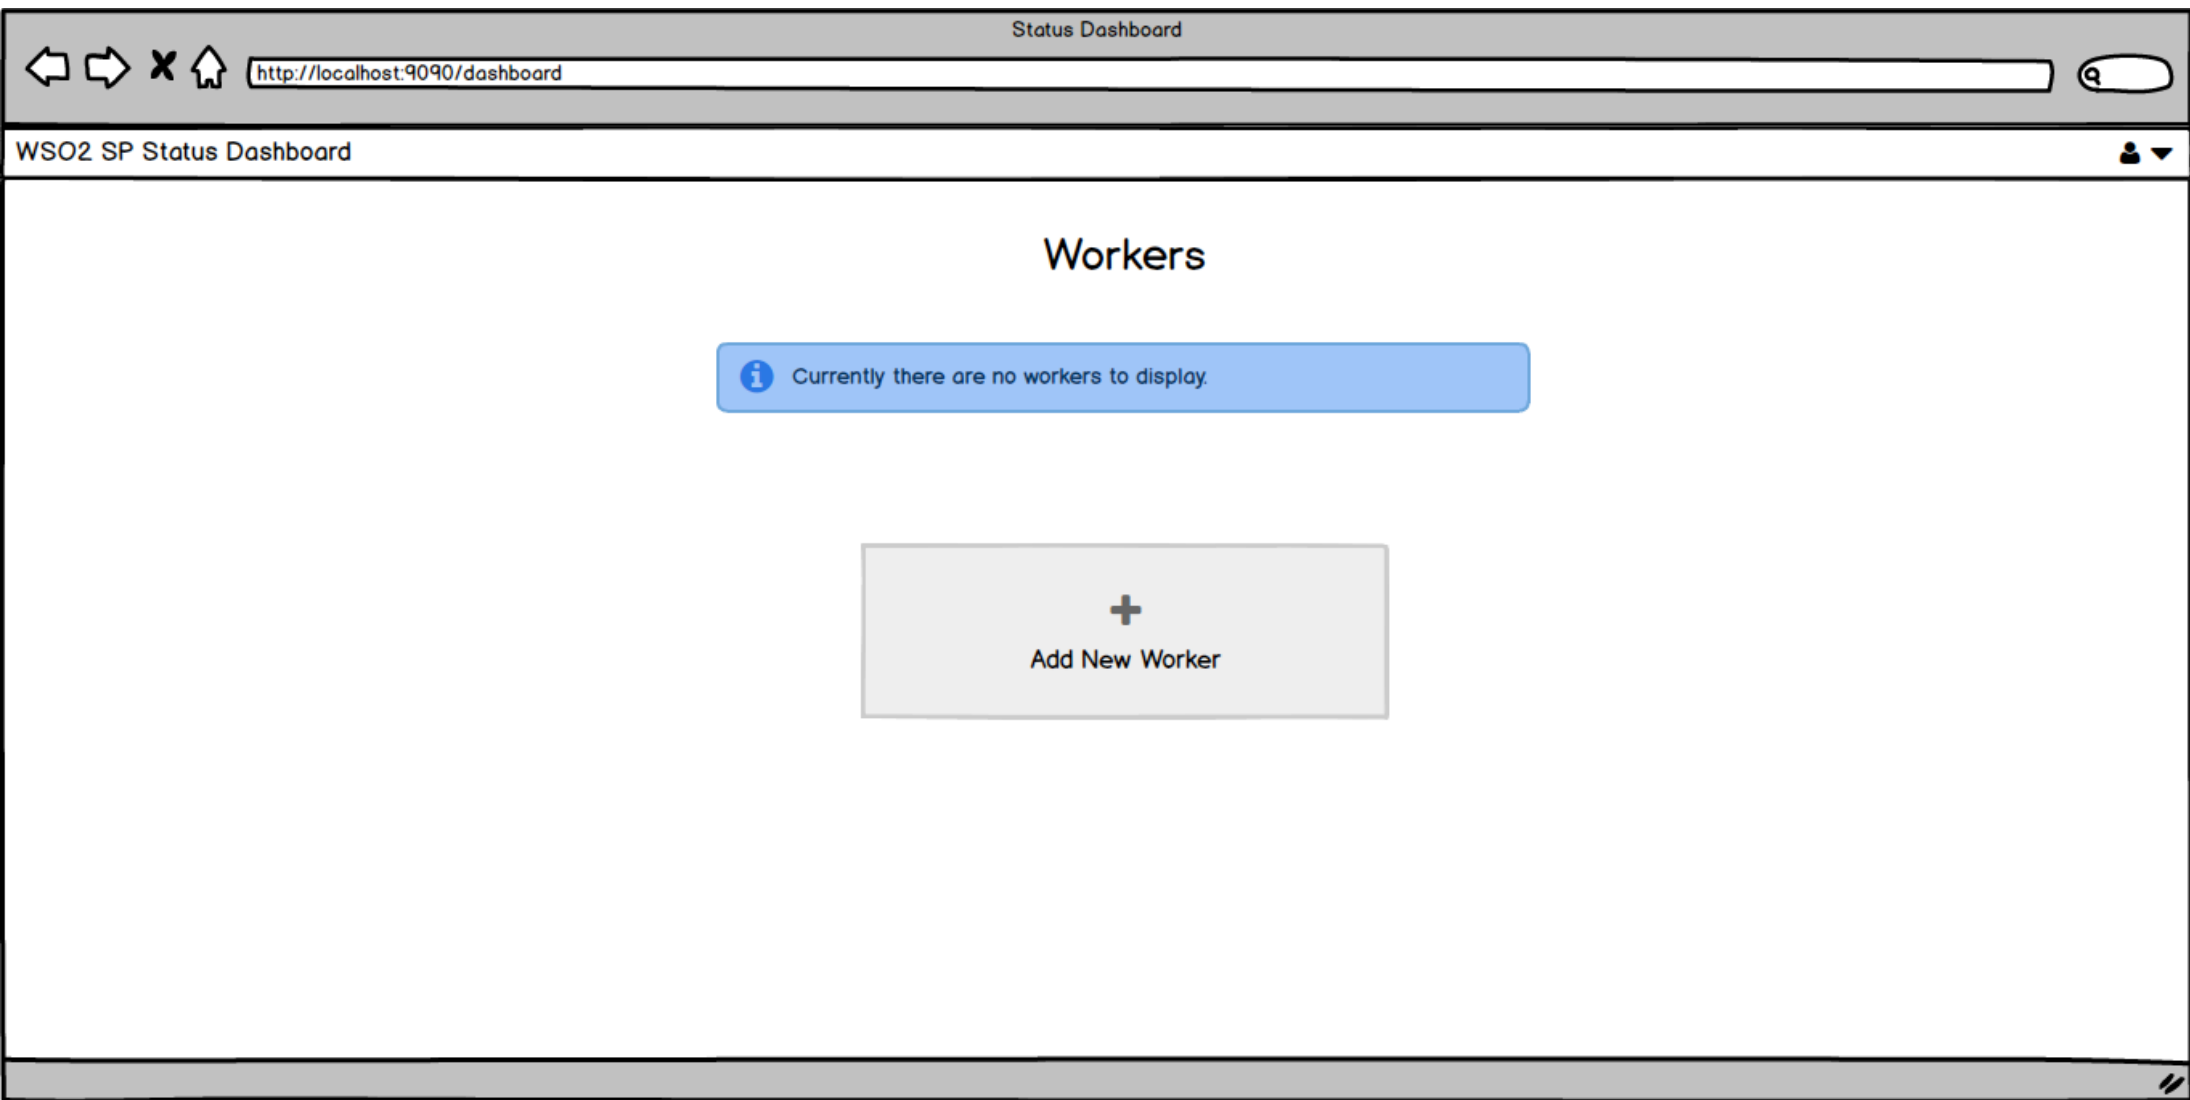 Status Dashboard
http://localhost:9090/dashboard
WSO2 SP Status Dashboard
Workers
Currently there are no workers to display.
Add New Worker